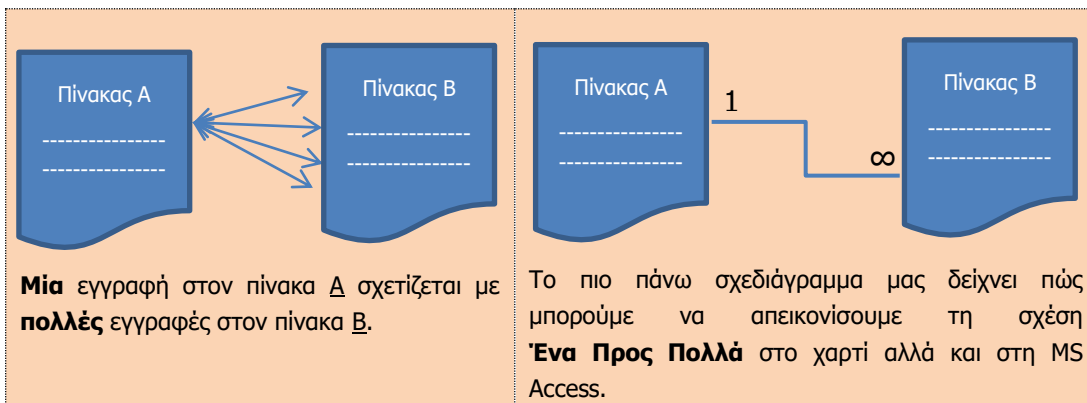 Πίνακας Α
---------------------
---------------------
Πίνακας Β
---------------------
---------------------
Μία εγγραφή στον πίνακα Α σχετίζεται με
πολλές εγγραφές στον πίνακα Β.
Πίνακας Α
---------------------
---------------------
1
∞
Πίνακας Β
---------------------
---------------------
Το πιο πάνω σχεδιάγραμμα μας δείχνει πώς
μπορούμε να απεικονίσουμε τη σχέση
Ένα Προς Πολλά στο χαρτί αλλά και στη MS
Access.